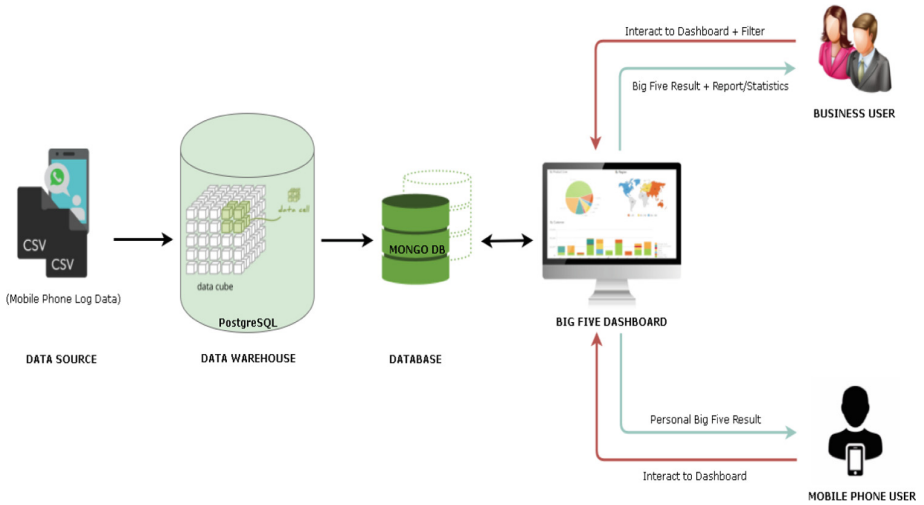 Interact to Dashboard + Filter
Big Five Result + Report/Statistics
BUSINESS USER
CSV
CSV
(Mobile Phone Log Data)
DATA SOURCE
data cell
data cube
PostgreSQL
DATA WAREHOUSE
MONGO DB
DATABASE
BIG FIVE DASHBOARD
Personal Big Five Result
Interact to Dashboard
MOBILE PHONE USER